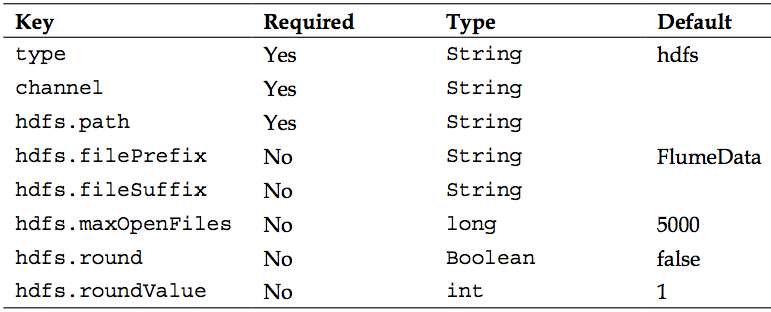 Key Required Type Default
type Yes String hdfs
channel Yes String
hdfs.path Yes String
hdfs.filePrefix No String FlumeData
hdfs.fileSuffix No String
hdfs.maxOpenFiles No long 5000
hdfs.round No Boolean false
hdfs.roundValue No int 1